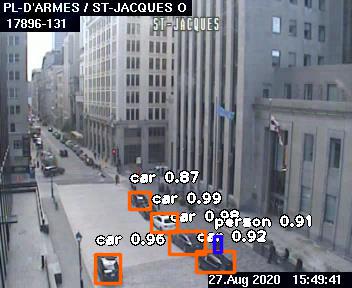 PL-D'ARMES / ST-JACQUES O
17896-131
ST-JACQUES
car 0.87
car 0.99
car 0.98
person 0.91
car 0.96
car 0.92
27.Aug 2020 15:49:41